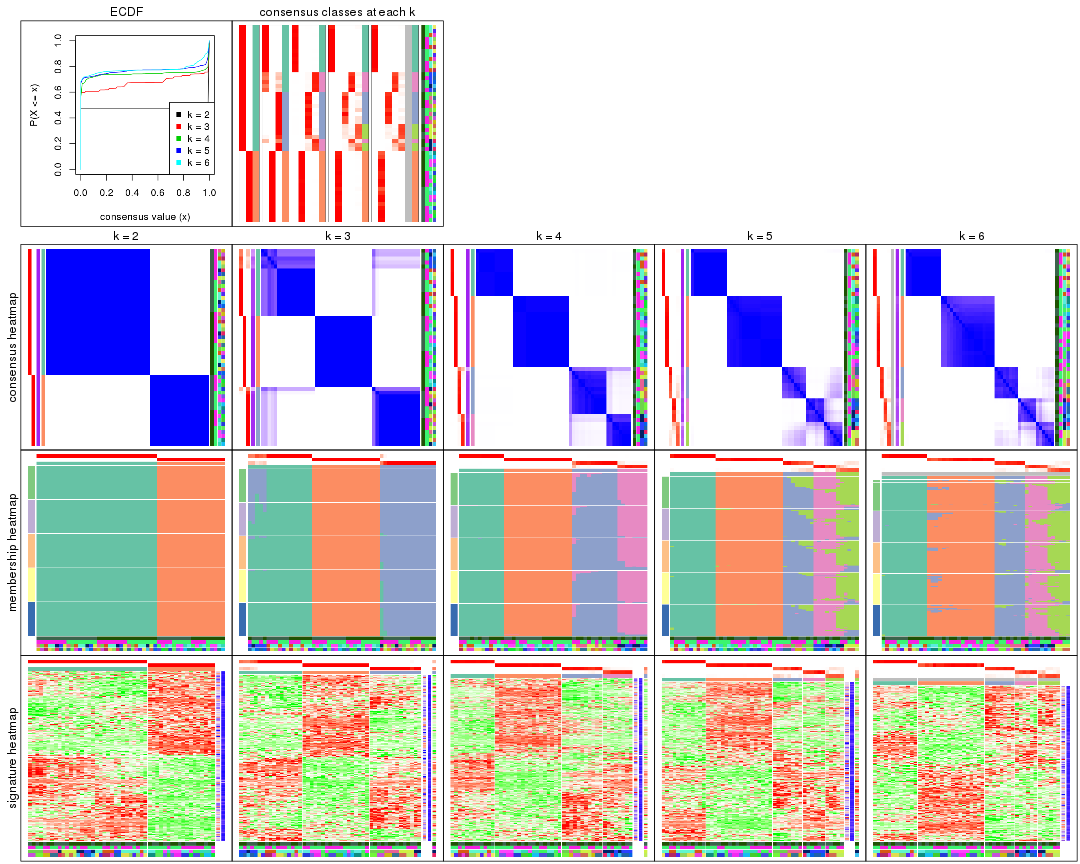 ECDF
consensus classes at each k
P(X <= x)
0.0 0.2 0.4 0.6 0.8 1.0
k = 2
k = 3
k = 4
k = 5
k = 6
0.0 0.2 0.4 0.6 0.8 1.0
consensus value (x)
k = 2 k = 3 k = 4 k = 5 k = 6
consensus heatmap
membership heatmap
signature heatmap